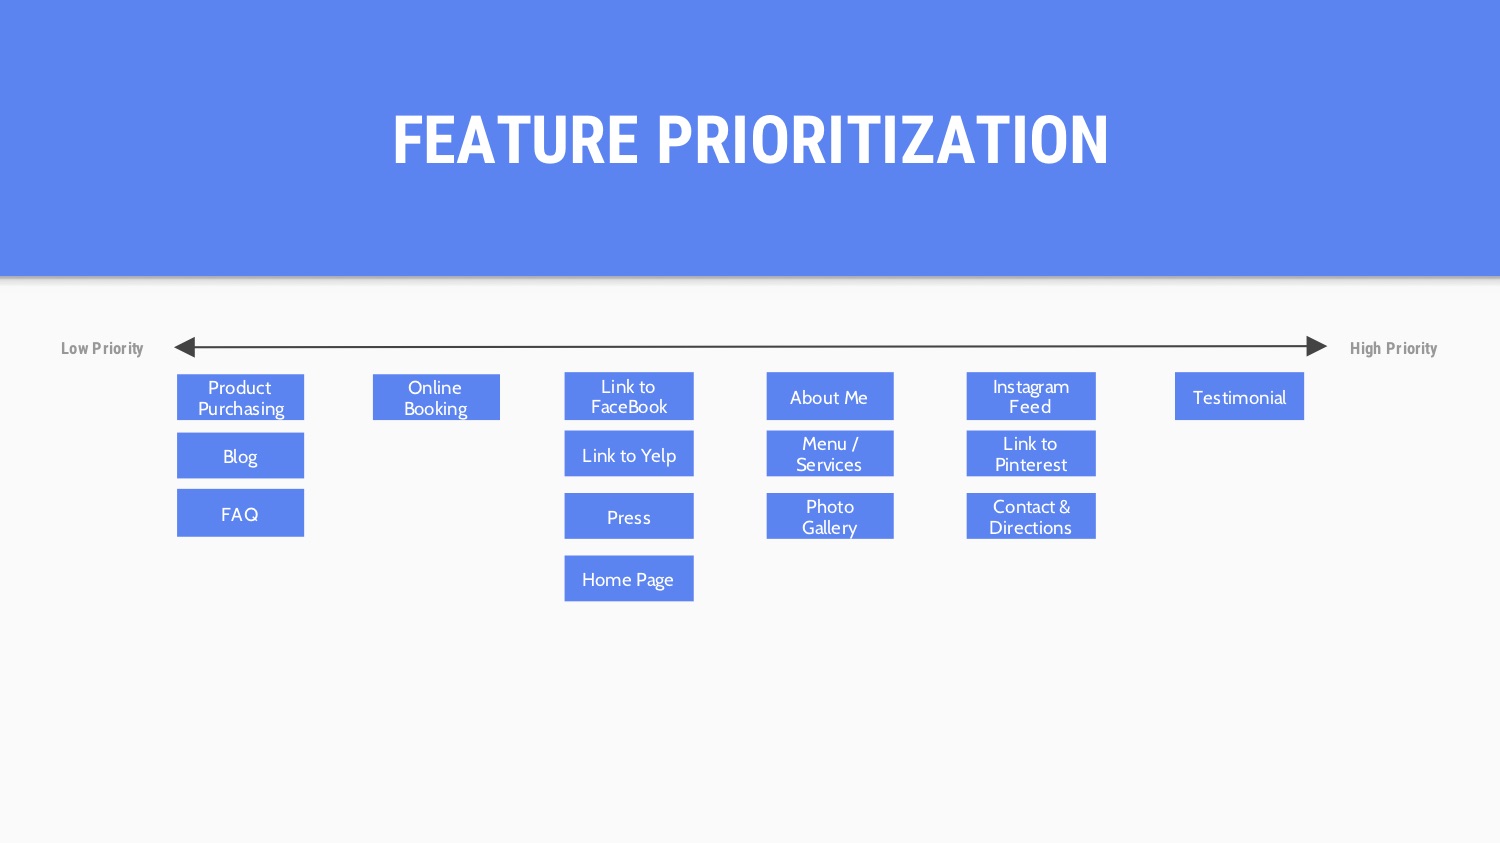 FEATURE PRIORITIZATION
Low Priority
High Priority
Product
Purchasing
Blog
FAQ
Online
Booking
Link to
FaceBook
Link to Yelp
Press
Home Page
About Me
Menu /
Services
Photo
Gallery
Instagram
Feed
Link to
Pinterest
Contact &
Directions
Testimonial